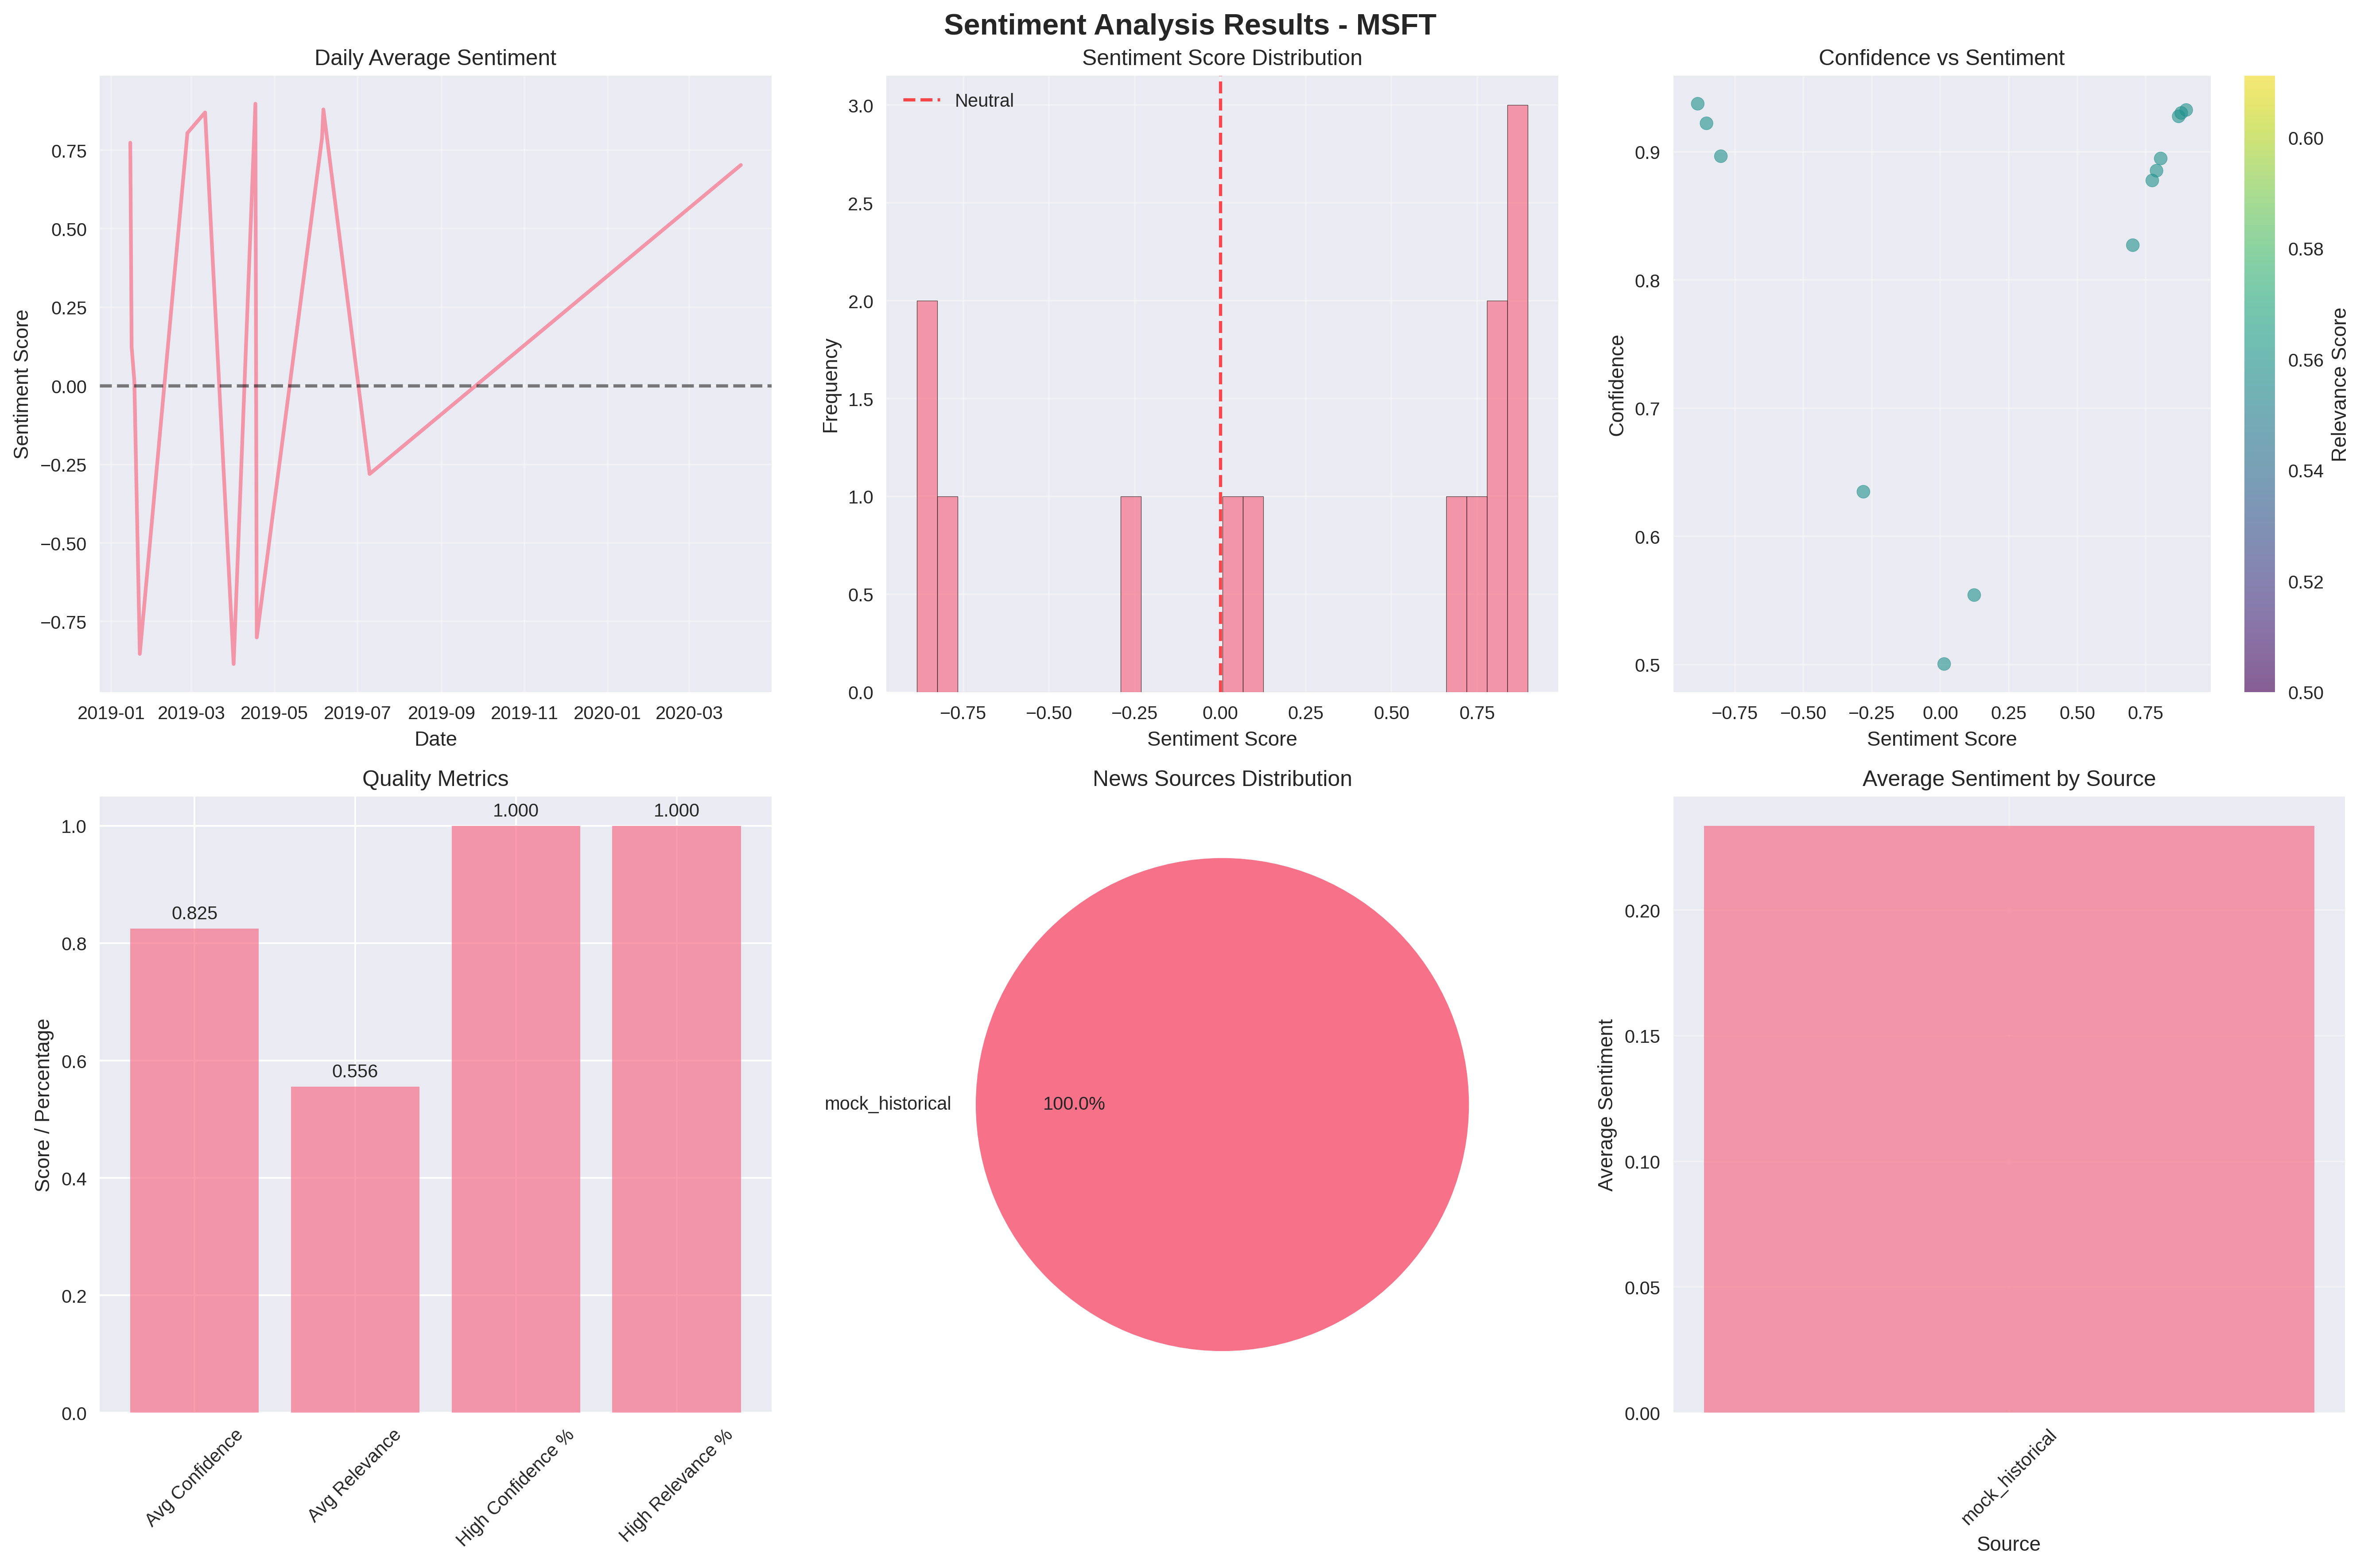 Sentiment Analysis Results - MSFT
Daily Average Sentiment
0.75
0.50
0.25
0.00
−0.25
−0.50
−0.75
Sentiment Score
2019-01 2019-03 2019-05 2019-07 2019-09 2019-11 2020-01 2020-03
Date
Sentiment Score Distribution
Neutral
3.0
2.5
2.0
1.5
1.0
0.5
0.0
Frequency
−0.75 −0.50 −0.25 0.00 0.25 0.50 0.75
Sentiment Score
Confidence vs Sentiment
0.9
0.8
0.7
0.6
0.5
Confidence
−0.75 −0.50 −0.25 0.00 0.25 0.50 0.75
Sentiment Score
0.60
0.58
0.56
0.54
0.52
0.50
Relevance Score
Quality Metrics
1.0
0.8
0.6
0.4
0.2
0.0
Score / Percentage
0.825
0.556
1.000
1.000
Avg Confidence
Avg Relevance
High Confidence %
High Relevance %
News Sources Distribution
mock_historical
100.0%
Average Sentiment by Source
0.20
0.15
0.10
0.05
0.00
Average Sentiment
mock_historical
Source